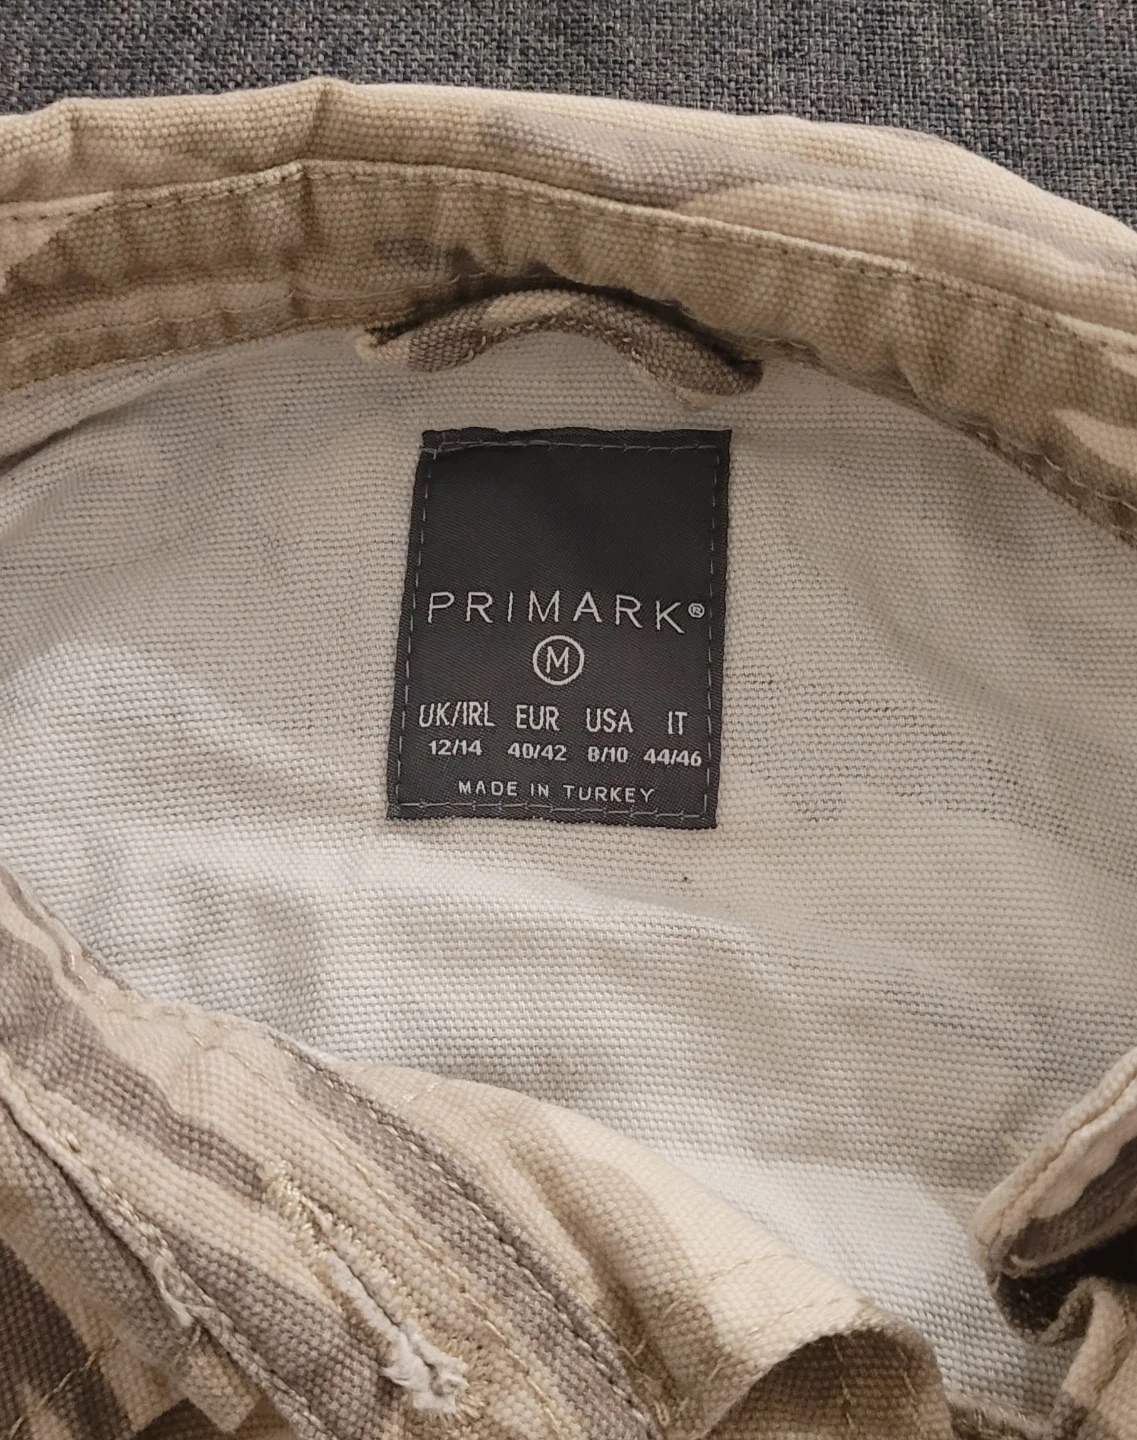 PRIMARK®
M
UK/IRL EUR USA IT
12/14 40/42 8/10 44/46
MADE IN TURKEY